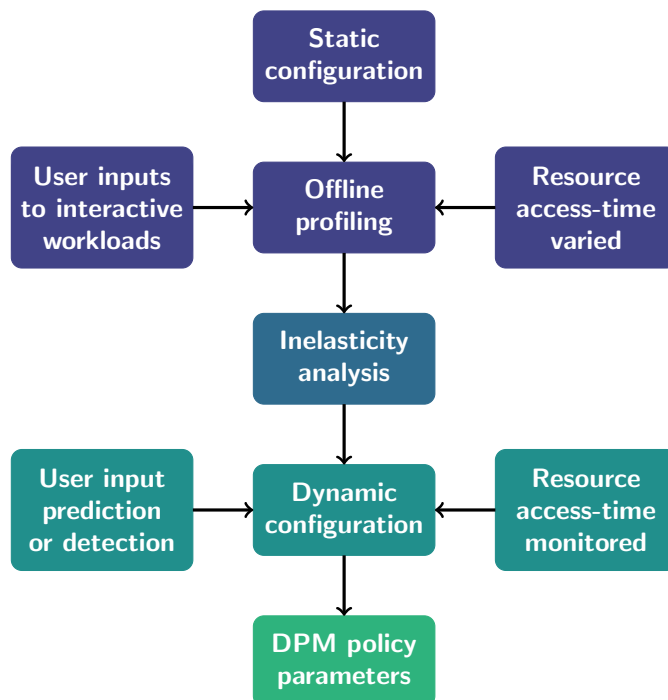 Static
configuration
User inputs
to interactive
workloads
Offline
profiling
Resource
access-time
varied
Inelasticity
analysis
User input
prediction
or detection
Dynamic
configuration
Resource
access-time
monitored
DPM policy
parameters